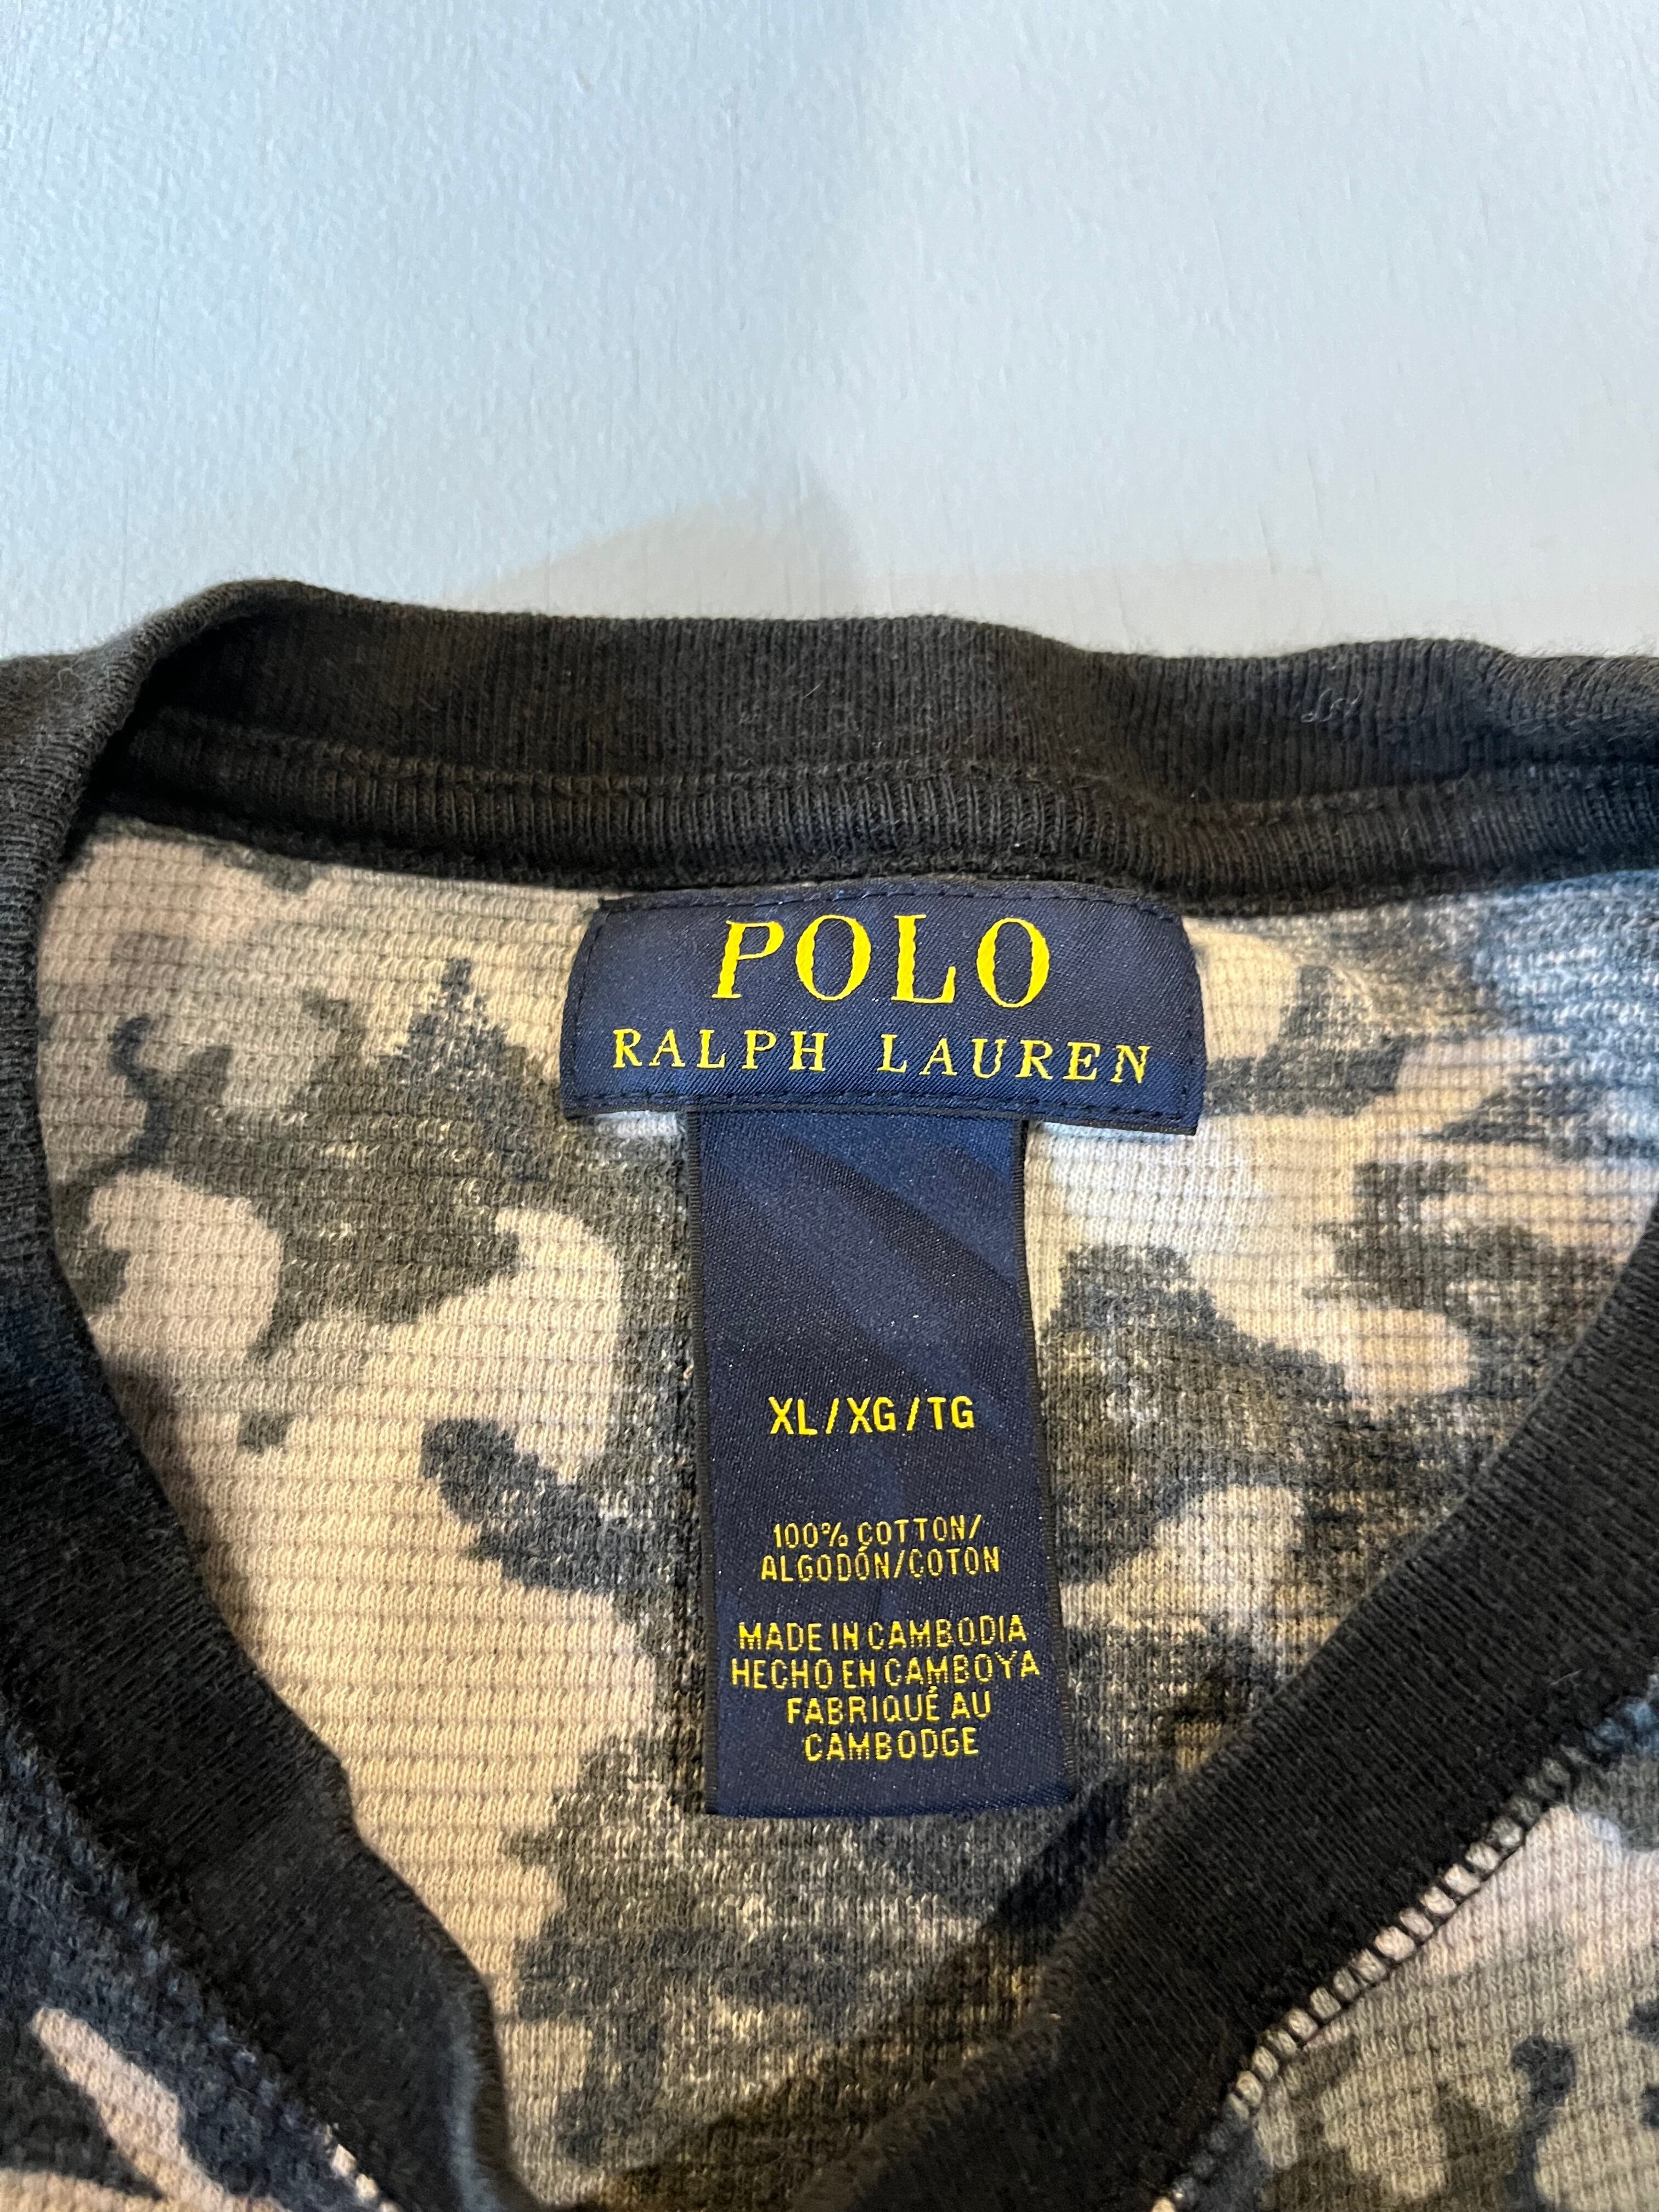 POLO
RALPH LAUREN
XL/XG/TG
100% COTTON/
ALGODÓN/COTON
MADE IN CAMBODIA
HECHO EN CAMBOYA
FABRIQUÉ AU
CAMBODGE